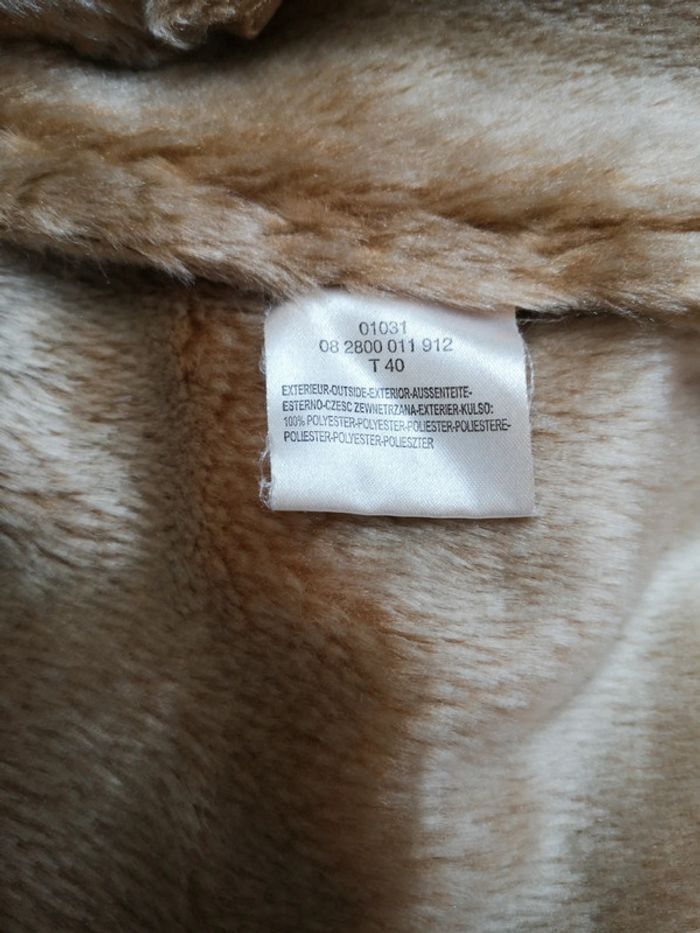 01031
08 2800 011 912
T 40
EXTERIEUR-OUTSIDE-EXTERIOR-AUSSENTEITE-
ESTERNO-CZESC ZEWNETRZANA-EXTERIER-KULSO:
100% POLYESTER-POLYESTER-POLIESTER-POLIESTERE-
POLIESTER-POLYESTER-POLIESZTER